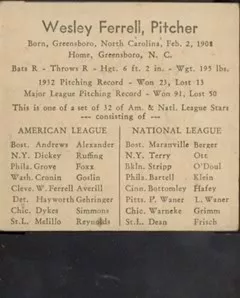 Wesley Ferrell, Pitcher
Born, Greensboro, North Carolina, Feb. 2, 1908
Home, Greensboro, N. C.
Bats R - Throws R - Hgt. 6 ft. 2 in. - Wgt. 195 lbs.
1932 Pitching Record - Won 23, Lost 13
Major League Pitching Record - Won 91, Lost 50
This is one of a set of 32 of Am. & Natl. League Stars
--- consisting of ---
AMERICAN LEAGUE NATIONAL LEAGUE
Bost. Andrews Alexander Bost. Maranville Berger
N.Y. Dickey Ruffing N.Y. Terry Ott
Phila. Grove Foxx Bkln. Stripp O'Doul
Wash. Cronin Goslin Phila. Bartell Klein
Cleve. W. Ferrell Averill Cinn. Bottomley Hafey
Det. Hayworth Gehringer Pitts. P. Waner L. Waner
Chic. Dykes Simmons Chic. Warneke Grimm
St.L. Melillo Reynolds St.L. Dean Frisch